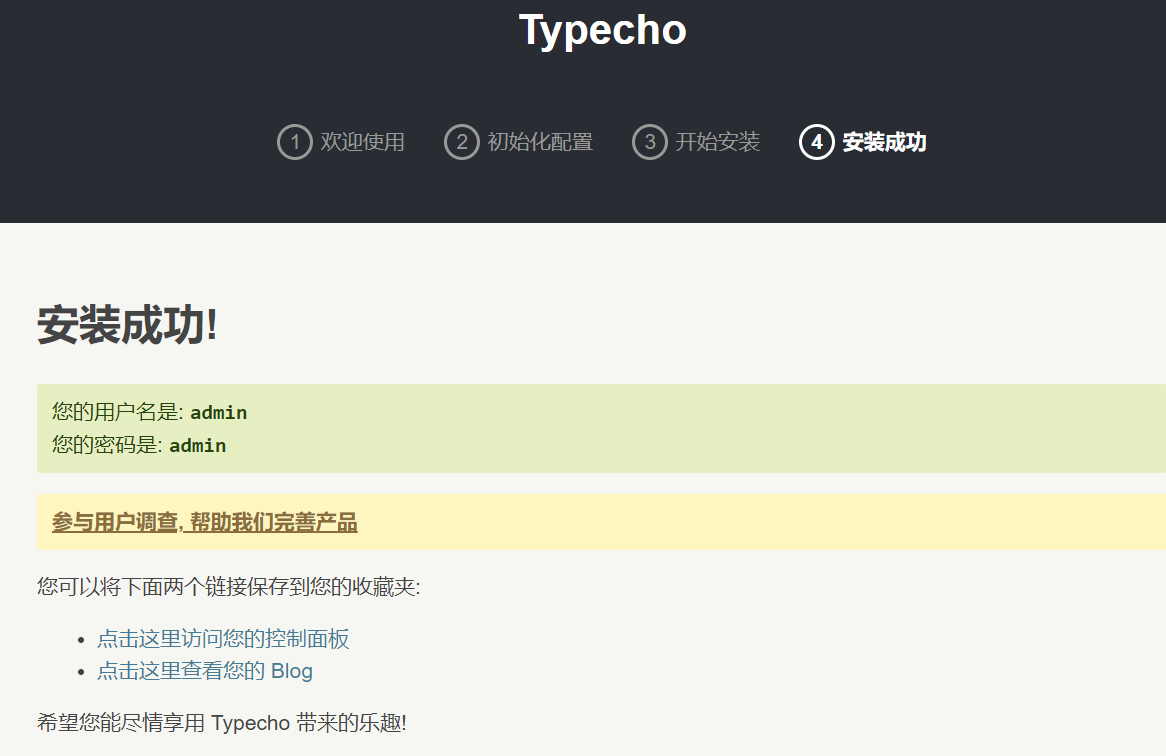 Typecho
1 欢迎使用 2 初始化配置 3 开始安装 4 安装成功
安装成功!
您的用户名是: admin
您的密码是: admin
参与用户调查, 帮助我们完善产品
您可以将下面两个链接保存到您的收藏夹:
• 点击这里访问您的控制面板
• 点击这里查看您的 Blog
希望您能尽情享用 Typecho 带来的乐趣!